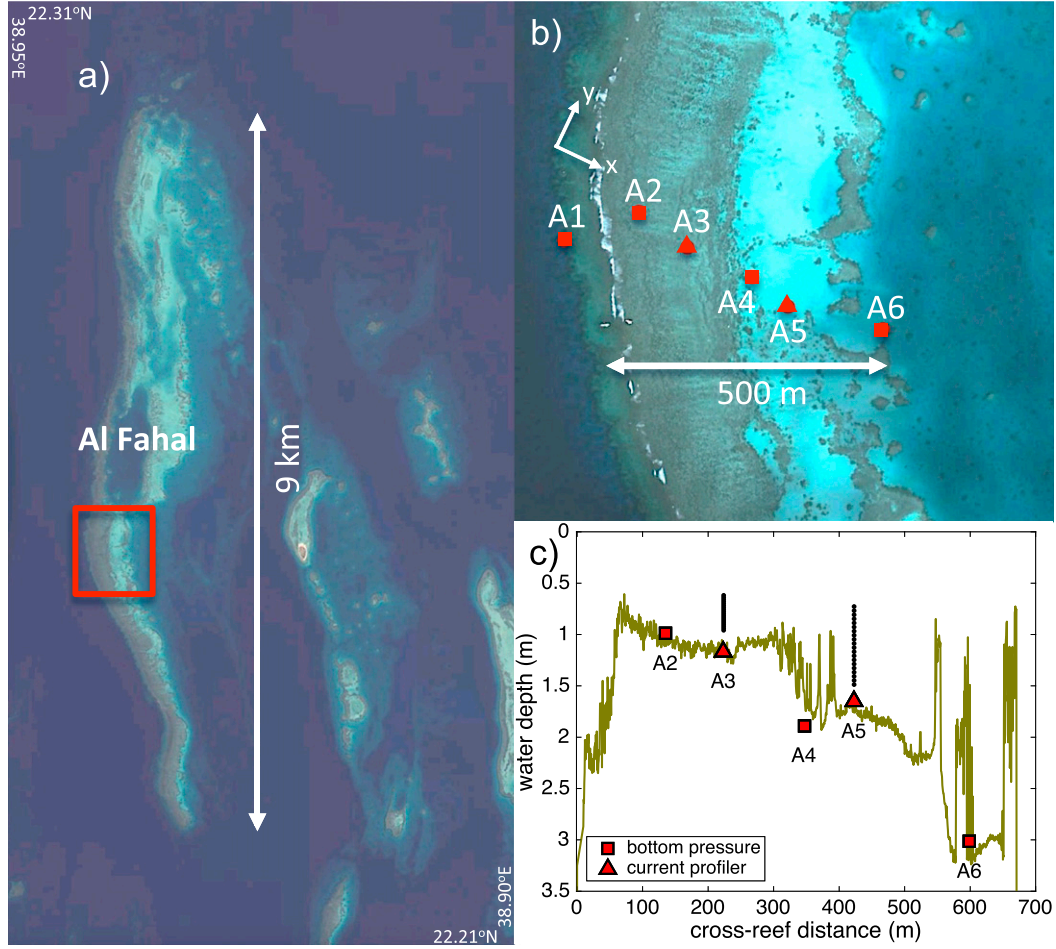 22.31°N
38.95°E
a)
Al Fahal
9 km
38.90°E
22.21°N
b)
y
x
A1
A2
A3
A4
A5
A6
500 m
c)
0
0.5
1
1.5
2
2.5
3
3.5
water depth (m)
A2
A3
A4
A5
A6
bottom pressure
current profiler
0 100 200 300 400 500 600 700
cross-reef distance (m)